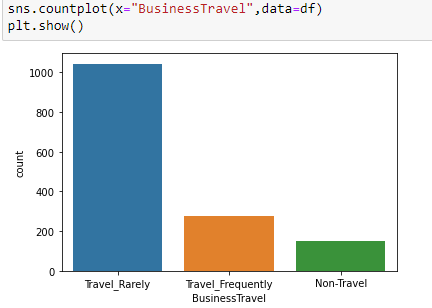 sns.countplot(x="BusinessTravel",data=df)
plt.show()
1000
800
600
400
200
0
count
Travel_Rarely Travel_Frequently Non-Travel
BusinessTravel